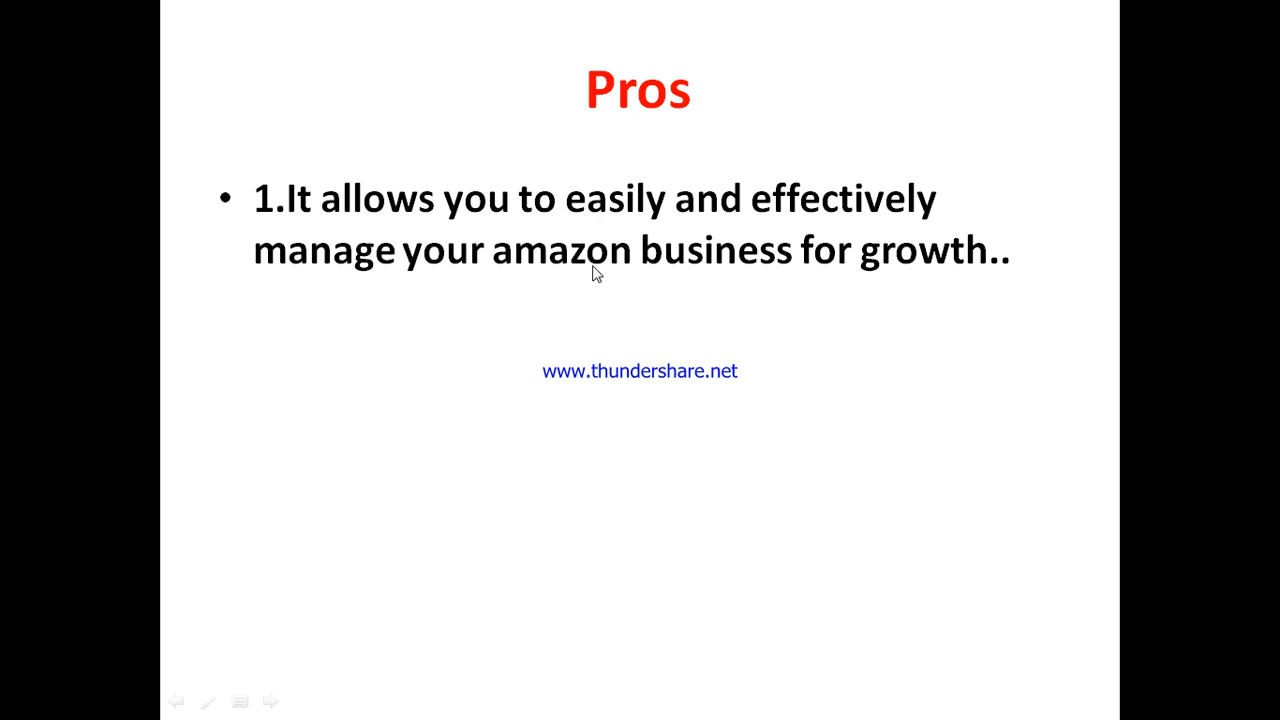 Pros
• 1.It allows you to easily and effectively
manage your amazon business for growth..
www.thundershare.net